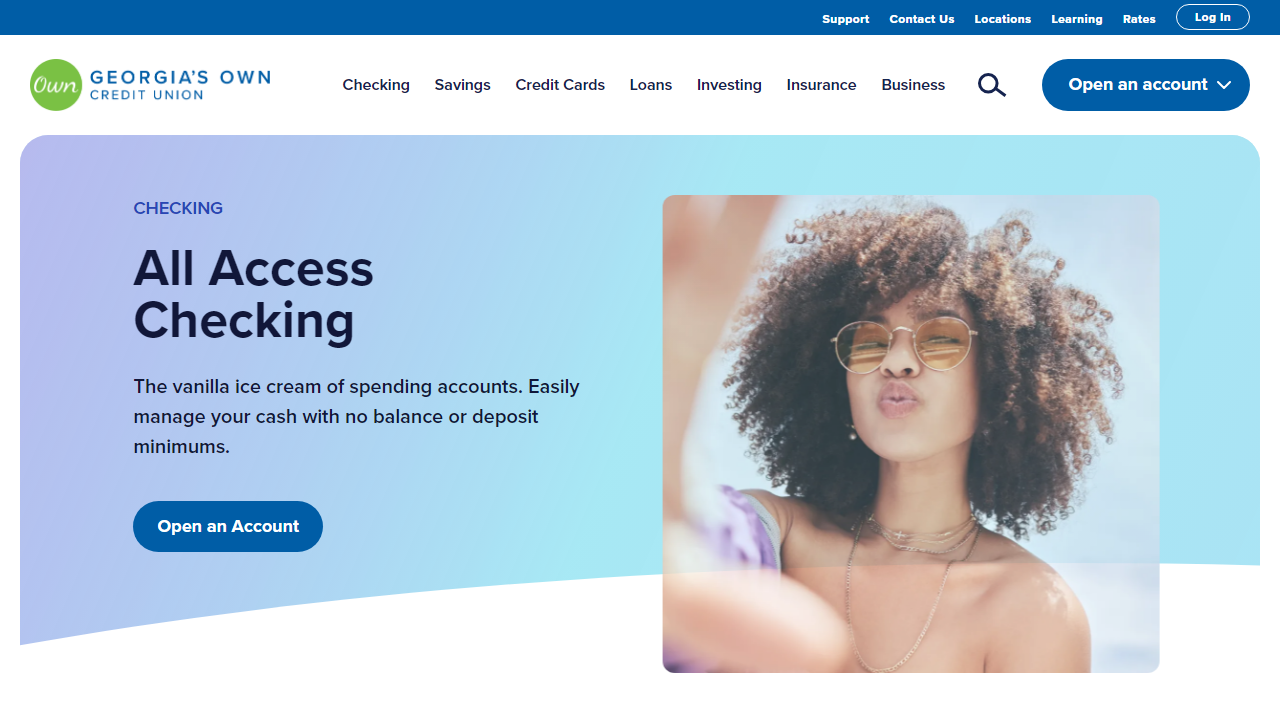 Support Contact Us Locations Learning Rates Log In
Own GEORGIA'S OWN
CREDIT UNION
Checking Savings Credit Cards Loans Investing Insurance Business
Open an account
CHECKING
All Access
Checking
The vanilla ice cream of spending accounts. Easily
manage your cash with no balance or deposit
minimums.
Open an Account